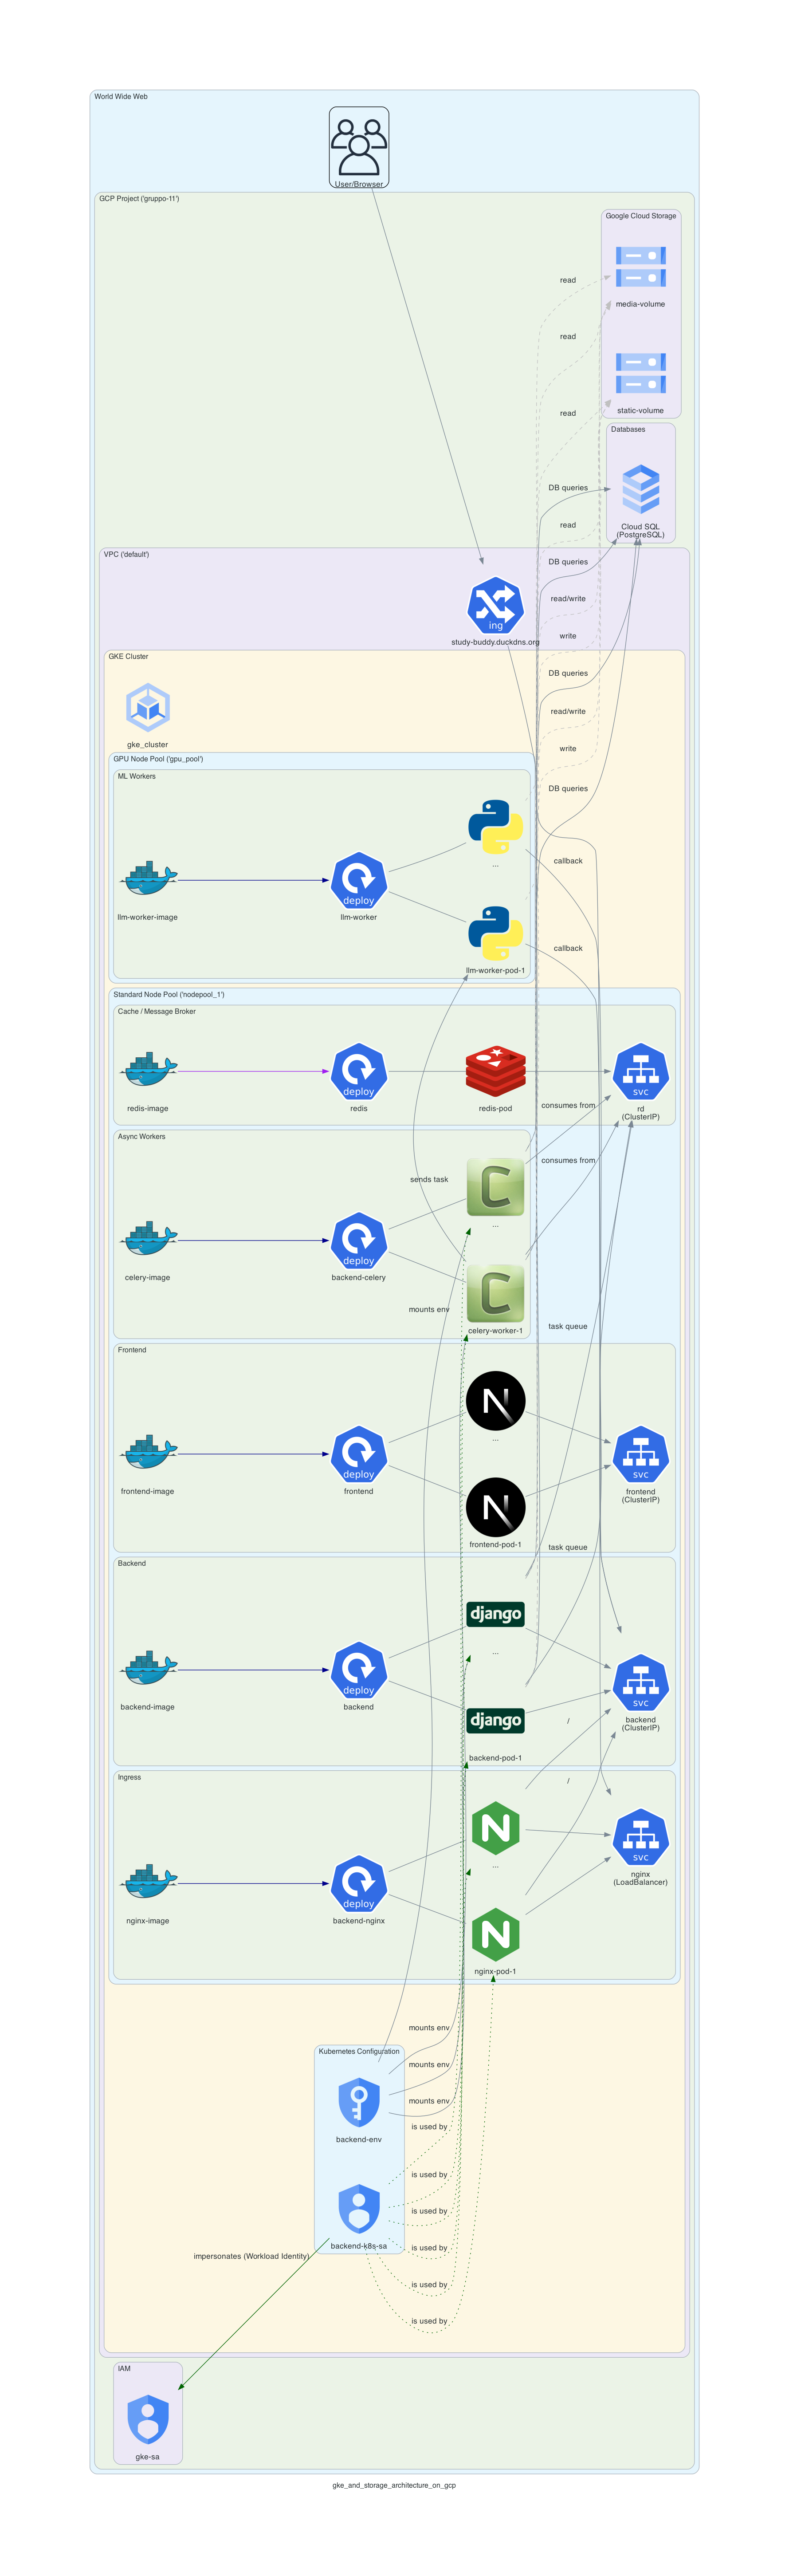 World Wide Web
User/Browser
GCP Project ('gruppo-11')
Google Cloud Storage
read
media-volume
read
static-volume
read
Databases
DB queries
read
Cloud SQL
(PostgreSQL)
VPC ('default')
DB queries
ing
read/write
write
study-buddy.duckdns.org
GKE Cluster
DB queries
read/write
gke_cluster
write
GPU Node Pool ('gpu_pool')
ML Workers
DB queries
...
callback
deploy
llm-worker-image
llm-worker
callback
llm-worker-pod-1
Standard Node Pool ('nodepool_1')
Cache / Message Broker
deploy
svc
redis-image
redis
redis-pod
consumes from
rd
(ClusterIP)
Async Workers
consumes from
sends task
C
...
deploy
celery-image
backend-celery
C
mounts env
task queue
celery-worker-1
Frontend
N
...
deploy
svc
frontend-image
frontend
frontend
(ClusterIP)
N
frontend-pod-1
task queue
Backend
django
...
deploy
svc
backend-image
backend
django
/
backend
(ClusterIP)
backend-pod-1
Ingress
/
N
...
svc
nginx
(LoadBalancer)
deploy
nginx-image
backend-nginx
N
nginx-pod-1
mounts env
Kubernetes Configuration
mounts env
mounts env
is used by
backend-env
is used by
is used by
backend-k8s-sa
is used by
impersonates (Workload Identity)
is used by
is used by
IAM
gke-sa
gke_and_storage_architecture_on_gcp